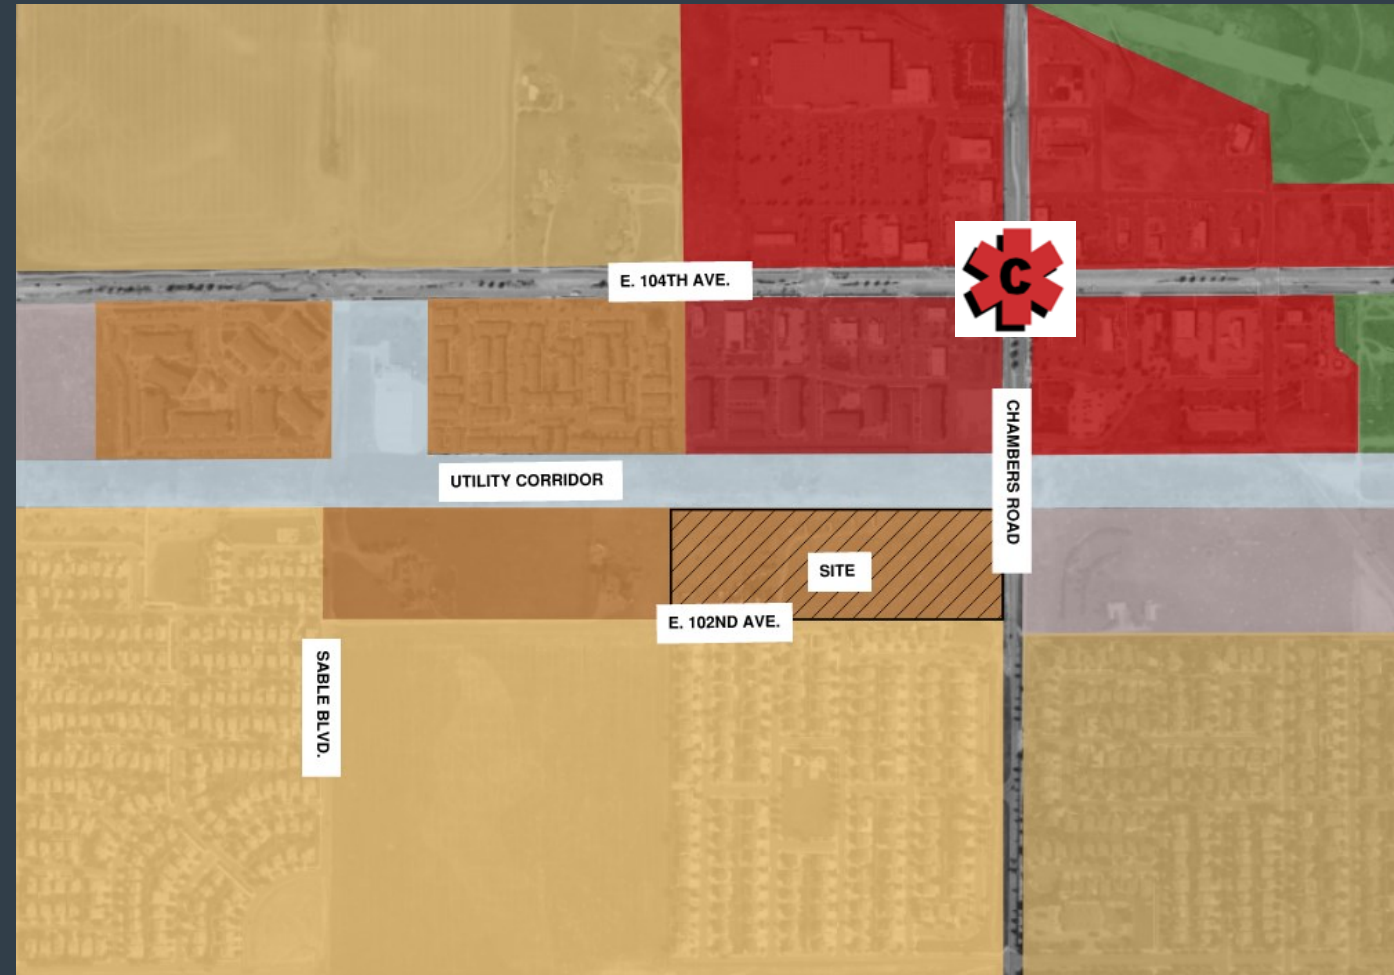 E. 104TH AVE.
C
CHAMBERS ROAD
UTILITY CORRIDOR
SITE
E. 102ND AVE.
SABLE BLVD.